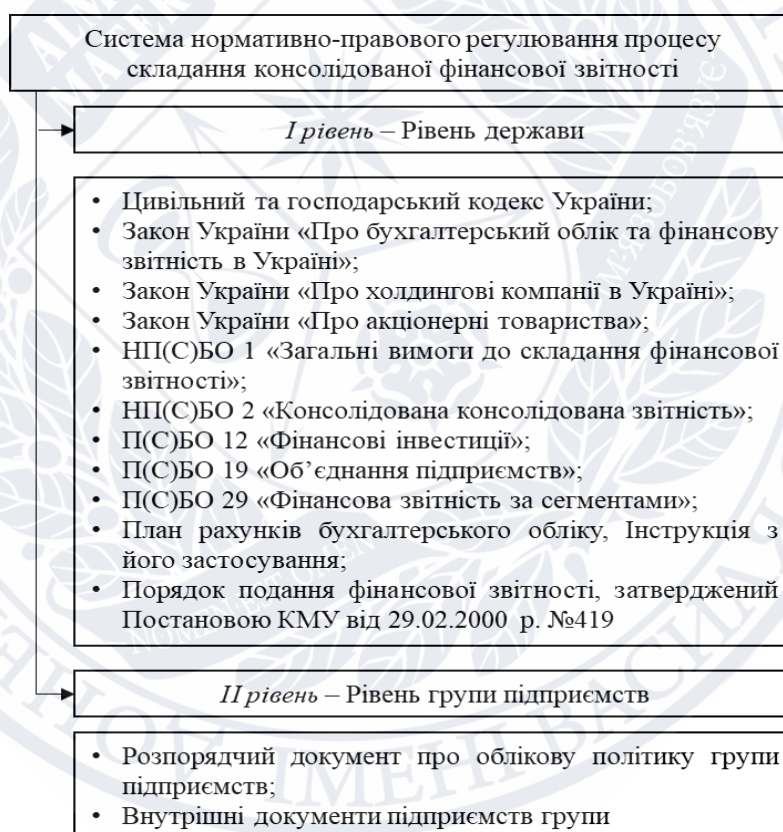 Система нормативно-правового регулювання процесу
складання консолідованої фінансової звітності
І рівень – Рівень держави
• Цивільний та господарський кодекс України;
• Закон України «Про бухгалтерський облік та фінансову
звітність в Україні»;
• Закон України «Про холдингові компанії в Україні»;
• Закон України «Про акціонерні товариства»;
• НП(С)БО 1 «Загальні вимоги до складання фінансової
звітності»;
• НП(С)БО 2 «Консолідована консолідована звітність»;
• П(С)БО 12 «Фінансові інвестиції»;
• П(С)БО 19 «Об’єднання підприємств»;
• П(С)БО 29 «Фінансова звітність за сегментами»;
• План рахунків бухгалтерського обліку, Інструкція з
його застосування;
• Порядок подання фінансової звітності, затверджений
Постановою КМУ від 29.02.2000 р. №419
ІІ рівень – Рівень групи підприємств
• Розпорядчий документ про облікову політику групи
підприємств;
• Внутрішні документи підприємств групи